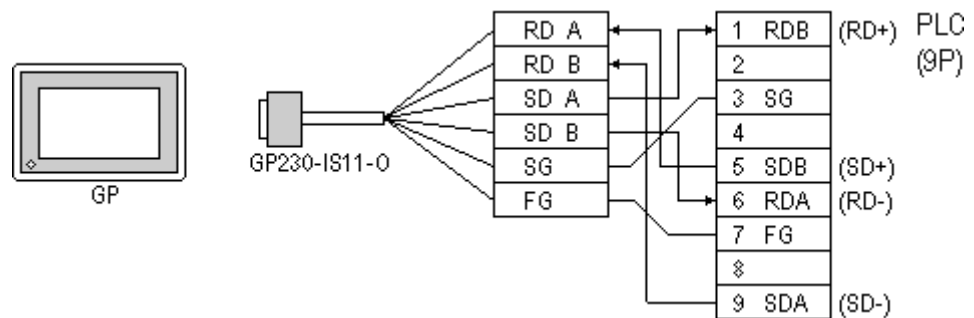 RD A
RD B
SD A
SD B
SG
FG
GP
GP230-IS11-O
1 RDB (RD+)
2
3 SG
4
5 SDB (SD+)
6 RDA (RD-)
7 FG
8
9 SDA (SD-)
PLC
(9P)